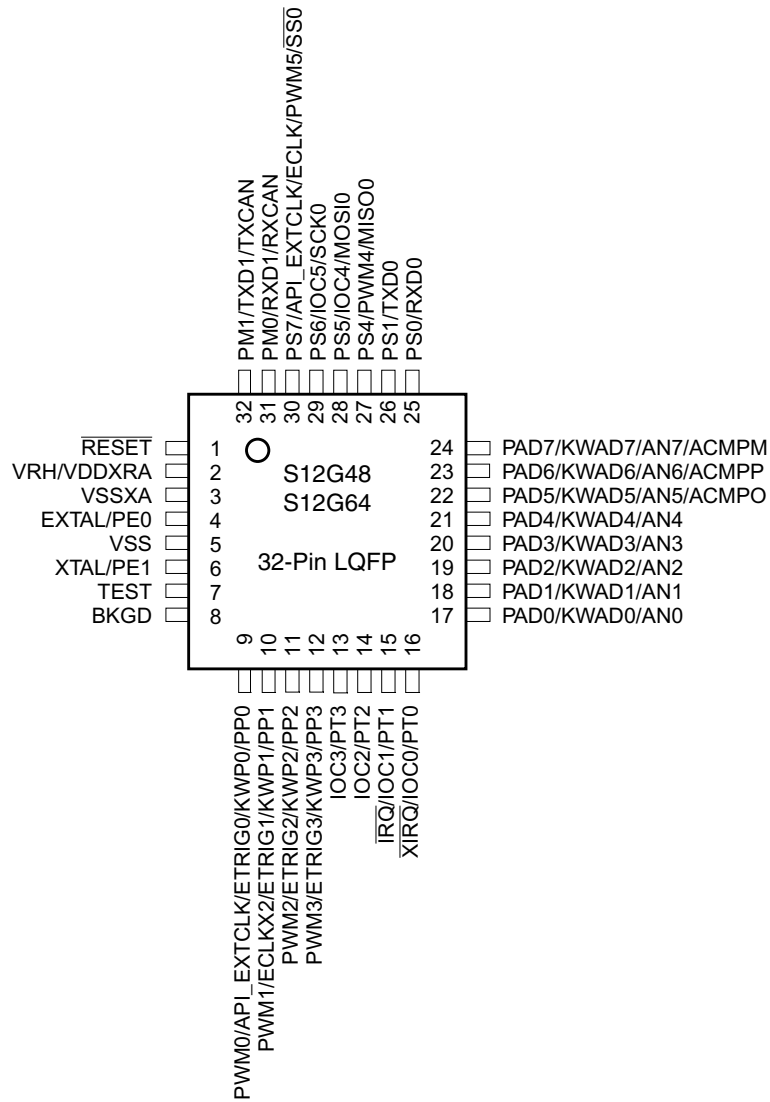 PM1/TXD1/TXCAN
PM0/RXD1/RXCAN
PS7/API_EXTCLK/ECLK/PWM5/SS0
PS6/IOC5/SCK0
PS5/IOC4/MOSI0
PS4/PWM4/MISO0
PS1/TXD0
PS0/RXD0
32
31
30
29
28
27
26
25
RESET 1
VRH/VDDXRA 2
VSSXA 3
EXTAL/PE0 4
VSS 5
XTAL/PE1 6
TEST 7
BKGD 8
S12G48
S12G64
32-Pin LQFP
24 PAD7/KWAD7/AN7/ACMPM
23 PAD6/KWAD6/AN6/ACMPP
22 PAD5/KWAD5/AN5/ACMPO
21 PAD4/KWAD4/AN4
20 PAD3/KWAD3/AN3
19 PAD2/KWAD2/AN2
18 PAD1/KWAD1/AN1
17 PAD0/KWAD0/AN0
9
10
11
12
13
14
15
16
PWM0/API_EXTCLK/ETRIG0/KWP0/PP0
PWM1/ECLKX2/ETRIG1/KWP1/PP1
PWM2/ETRIG2/KWP2/PP2
PWM3/ETRIG3/KWP3/PP3
IOC3/PT3
IOC2/PT2
IRQ/IOC1/PT1
XIRQ/IOC0/PT0